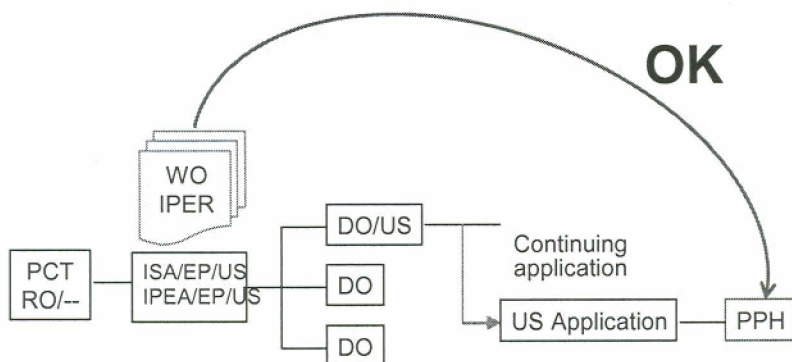 OK
WO
IPER
DO/US
Continuing
application
PCT
RO/--
ISA/EP/US
IPEA/EP/US
DO
US Application
PPH
DO